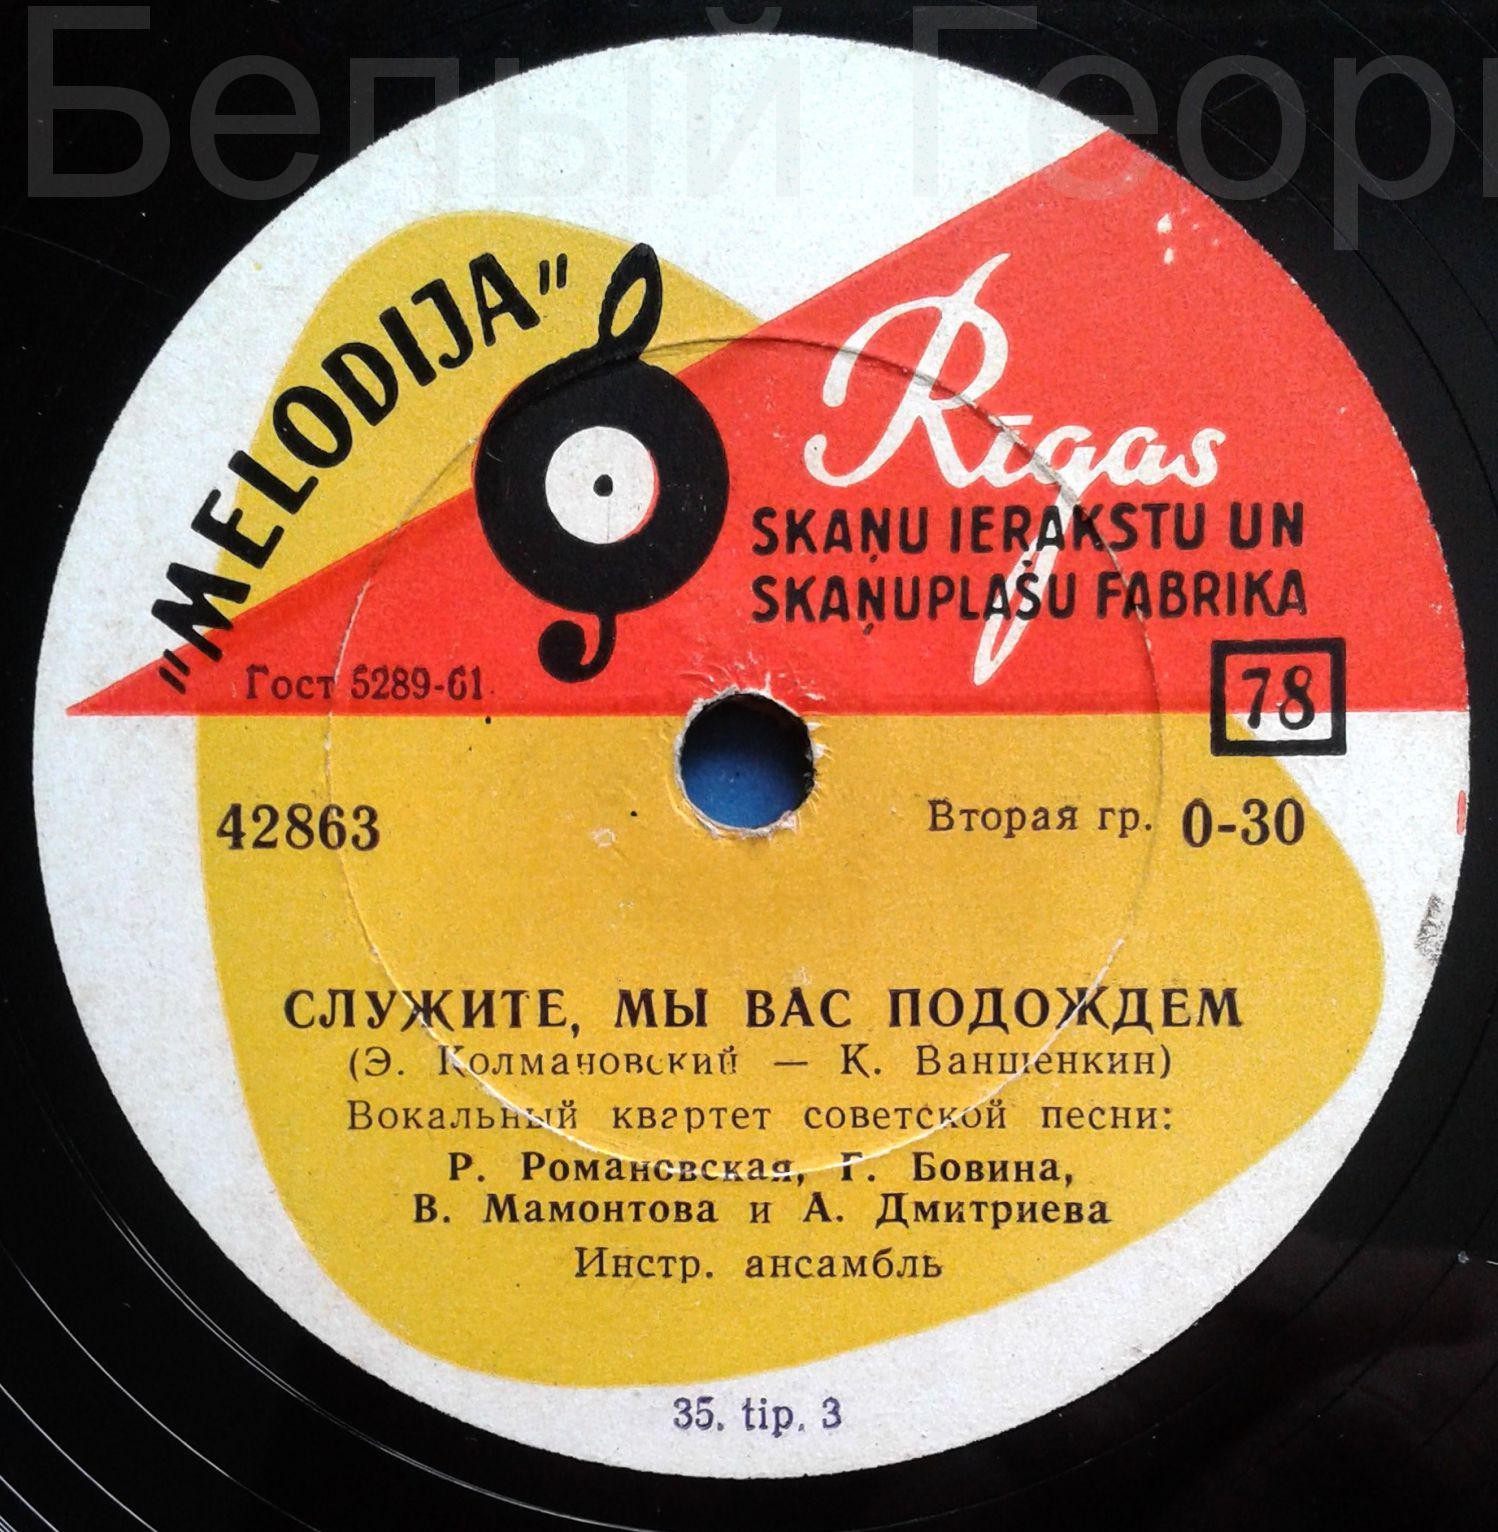 Белый Геор
"MELODIJA"
Rīgas
SKAŅU IERAKSTU UN
SKAŅUPLAŠU FABRIKA
Гост 5289-61
78
42863
Вторая гр. 0-30
СЛУЖИТЕ, МЫ ВАС ПОДОЖДЕМ
(Э. Колмановский — К. Ваншенкин)
Вокальный квартет советской песни:
Р. Романовская, Г. Бовина,
В. Мамонтова и А. Дмитриева
Инстр. ансамбль
35. tip. 3